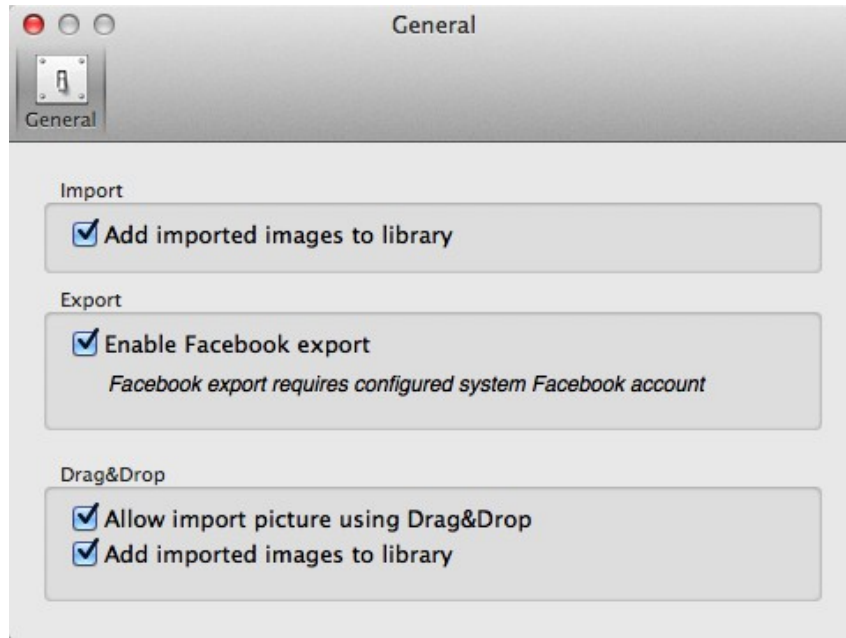 General
General
Import
Add imported images to library
Export
Enable Facebook export
Facebook export requires configured system Facebook account
Drag&Drop
Allow import picture using Drag&Drop
Add imported images to library